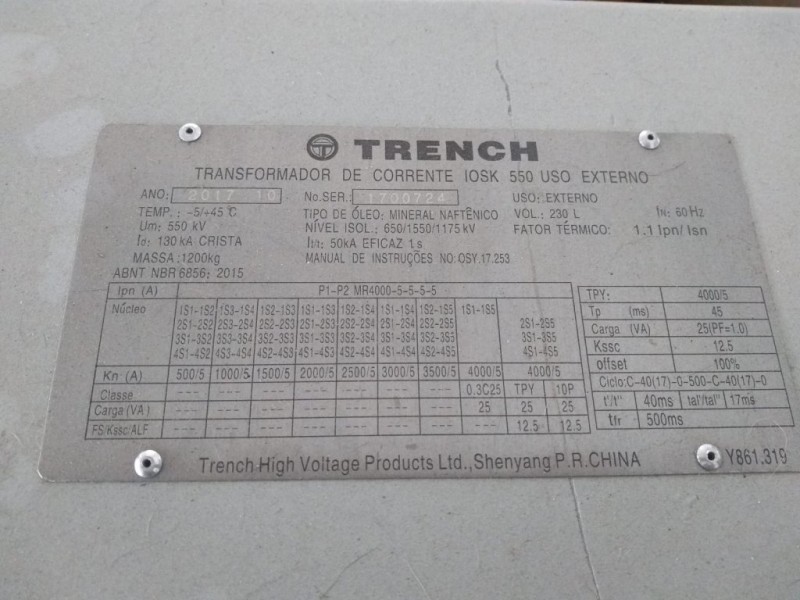 TRENCH
TRANSFORMADOR DE CORRENTE IOSK 550 USO EXTERNO
ANO: 2017 10 No.SER.: 1700724 USO: EXTERNO
TEMP.: -5/+45℃ TIPO DE ÓLEO: MINERAL NAFTÊNICO VOL.: 230 L fN: 60Hz
Um: 550 kV NÍVEL ISOL.: 650/1550/1175 kV FATOR TÉRMICO: 1.1 Ipn/Isn
Id: 130 kA CRISTA I1/t: 50kA EFICAZ 1s
MASSA: 1200kg MANUAL DE INSTRUÇÕES NO: QSY.17.253
ABNT NBR 6856: 2015
Ipn (A) P1-P2 MR4000-5-5-5-5
Núcleo 1S1-1S2 1S3-1S4 1S2-1S3 1S1-1S3 1S2-1S4 1S1-1S4 1S2-1S5 1S1-1S5
2S1-2S2 2S3-2S4 2S2-2S3 2S1-2S3 2S2-2S4 2S1-2S4 2S2-2S5 2S1-2S5
3S1-3S2 3S3-3S4 3S2-3S3 3S1-3S3 3S2-3S4 3S1-3S4 3S2-3S5 3S1-3S5
4S1-4S2 4S3-4S4 4S2-4S3 4S1-4S3 4S2-4S4 4S1-4S4 4S2-4S5 4S1-4S5
Kn (A) 500/5 1000/5 1500/5 2000/5 2500/5 3000/5 3500/5 4000/5 4000/5
Classe --- --- --- --- --- --- --- 0.3C25 TPY 10P
Carga (VA) --- --- --- --- --- --- --- 25 25 25
FS/Kssc/ALF --- --- --- --- --- --- --- 12.5 12.5
TPY: 4000/5
Tp (ms) 45
Carga (VA) 25(PF=1.0)
Kssc 12.5
offset 100%
Ciclo: C-40(17)-0-500-C-40(17)-0
t'/t" 40ms tal'/tal" 17ms
tfr 500ms
Trench High Voltage Products Ltd., Shenyang P.R.CHINA
Y861.319